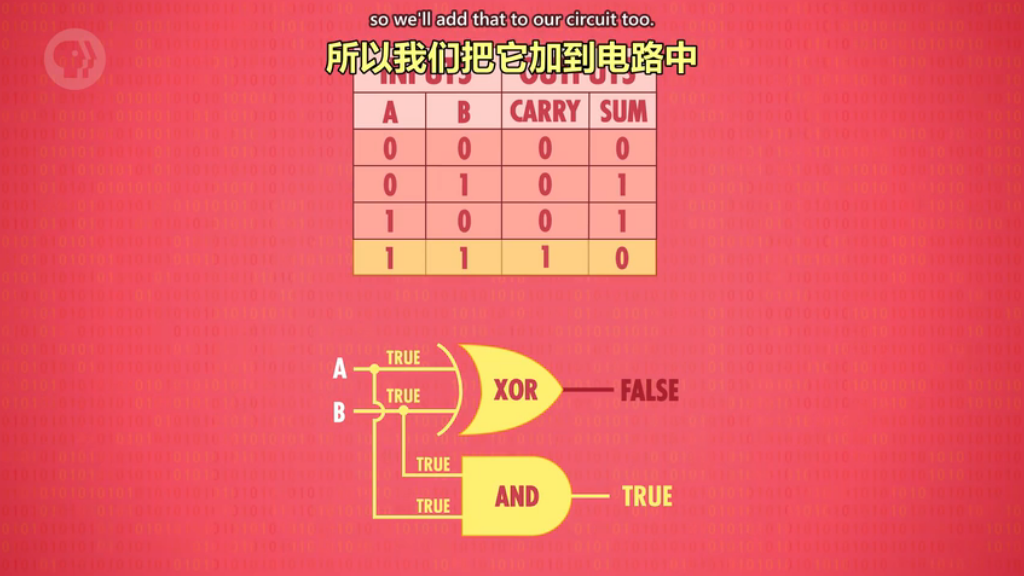 so we'll add that to our circuit too.
所以我们把它加到电路中
INPUTS OUTPUTS
A B CARRY SUM
0 0 0 0
0 1 0 1
1 0 0 1
1 1 1 0
A TRUE
B TRUE
XOR FALSE
TRUE
TRUE
AND TRUE